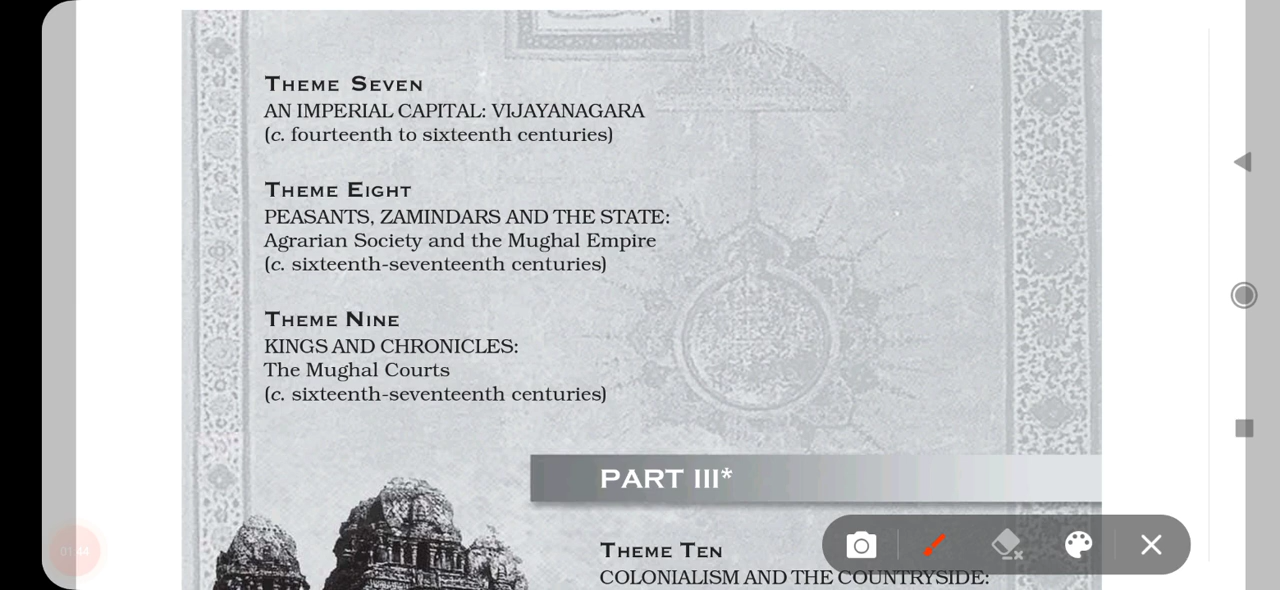 THEME SEVEN
AN IMPERIAL CAPITAL: VIJAYANAGARA
(c. fourteenth to sixteenth centuries)
THEME EIGHT
PEASANTS, ZAMINDARS AND THE STATE:
Agrarian Society and the Mughal Empire
(c. sixteenth-seventeenth centuries)
THEME NINE
KINGS AND CHRONICLES:
The Mughal Courts
(c. sixteenth-seventeenth centuries)
PART III*
THEME TEN
COLONIALISM AND THE COUNTRYSIDE:
01:44